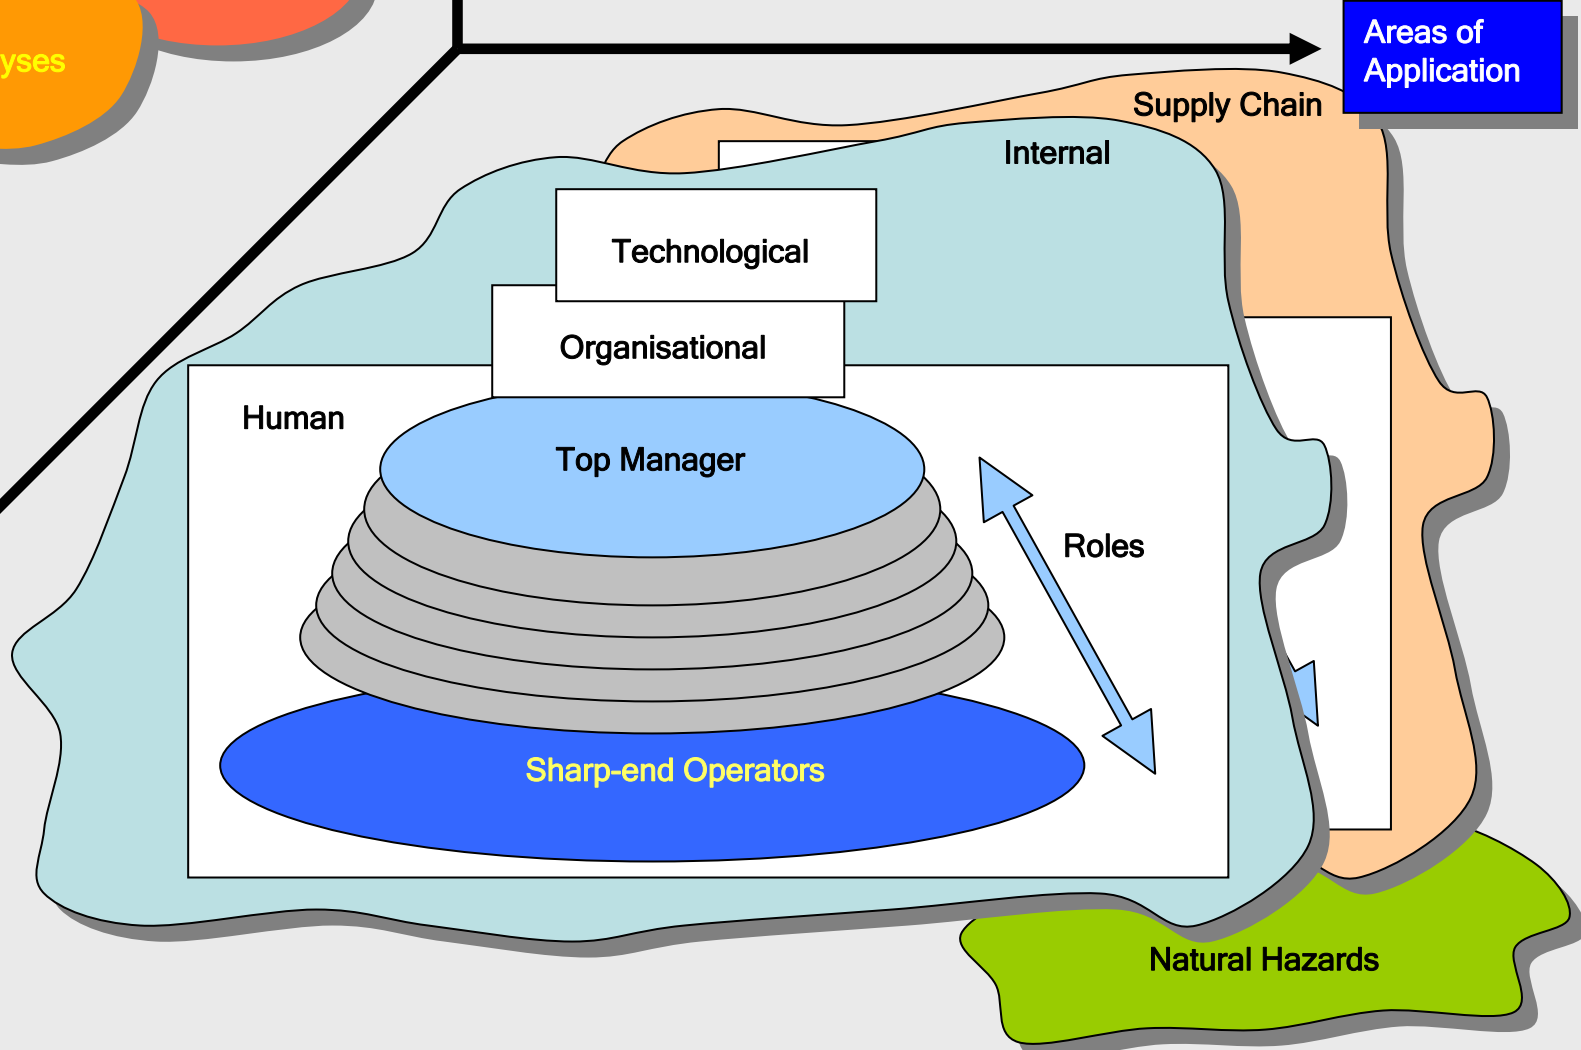 Areas of
Application
yses
Supply Chain
Internal
Technological
Organisational
Human
Top Manager
Roles
Sharp-end Operators
Natural Hazards